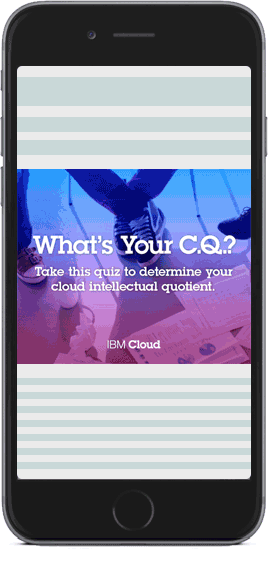 What's Your C.Q.?
Take this quiz to determine your
cloud intellectual quotient.
IBM Cloud